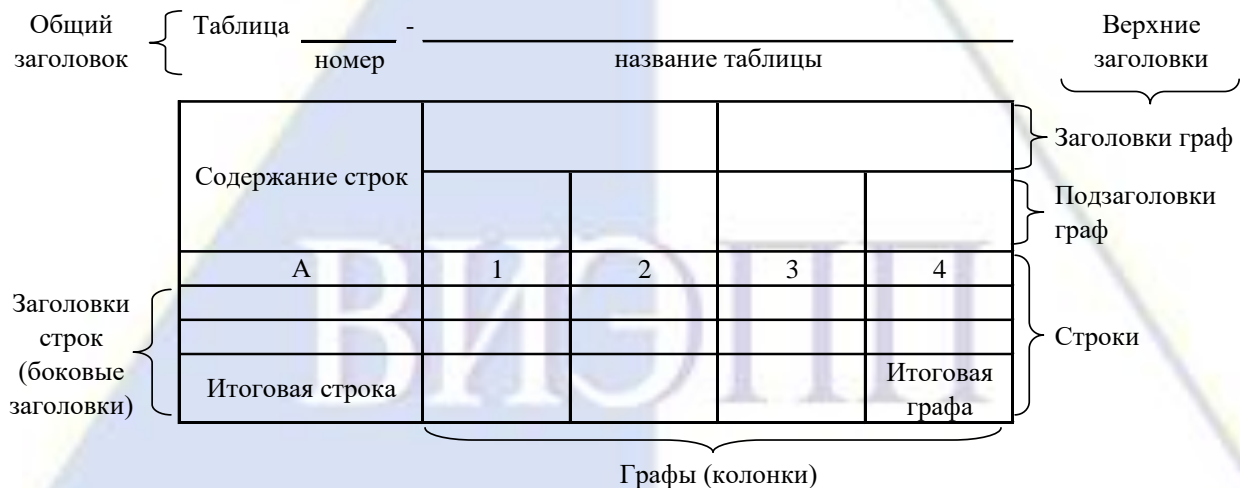 Общий
заголовок
Таблица -
номер
название таблицы
Верхние
заголовки
Содержание строк
Заголовки граф
Подзаголовки
граф
А 1 2 3 4
Заголовки
строк
(боковые
заголовки)
Строки
Итоговая строка
Итоговая
графа
Графы (колонки)
ВИЭПП